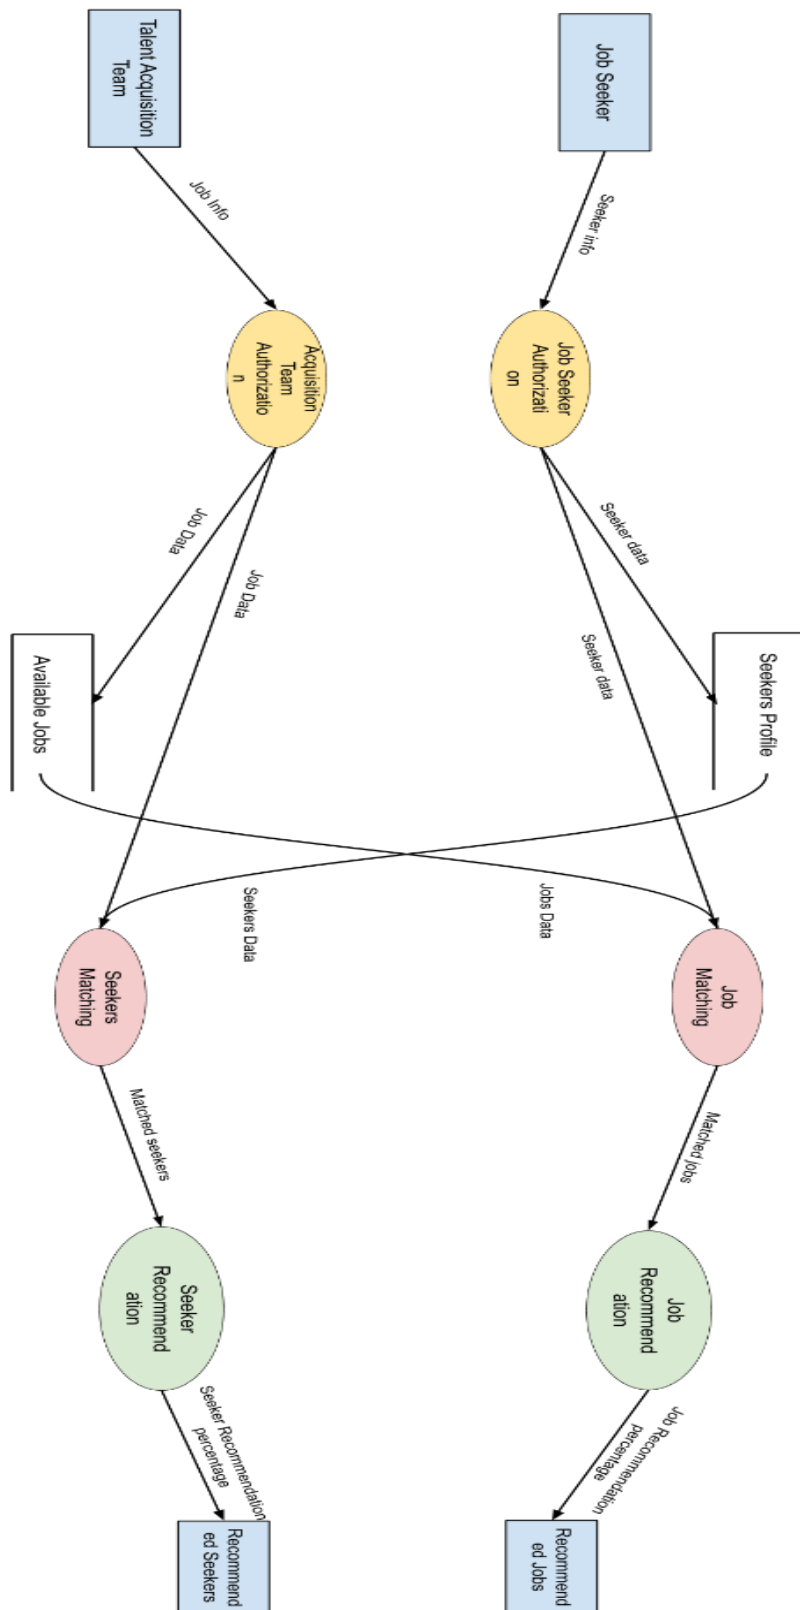 Job Seeker
Seeker info
Job Seeker
Authorizati
on
Seeker data
Seeker data
Seekers Profile
Jobs Data
Job
Matching
Matched jobs
Job
Recommend
ation
Job Recommendation
percentage
Recommend
ed Jobs
Talent Acquisition
Team
Job Info
Acquisition
Team
Authorizatio
n
Job Data
Job Data
Available Jobs
Seekers Data
Seekers
Matching
Matched seekers
Seeker
Recommend
ation
Seeker Recommendation
percentage
Recommend
ed Seekers